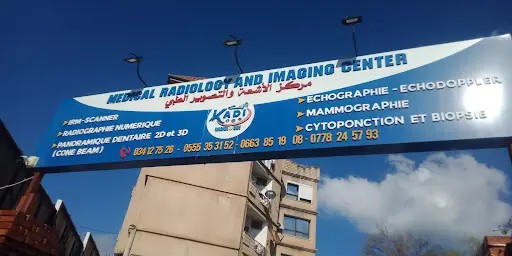 MEDICAL RADIOLOGY AND IMAGING CENTER
مركز الأشعة والتصوير الطبي
-IRM-SCANNER
-RADIOGRAPHIE NUMERIQUE
-PANORAMIQUE DENTAIRE 2D et 3D
(CONE BEAM)
KADI
-ECHOGRAPHIE - ECHODOPPLER
-MAMMOGRAPHIE
-CYTOPONCTION ET BIOPSIE
034 12 75 26 - 0555 35 31 52 - 0663 85 19 08 - 0778 24 57 93